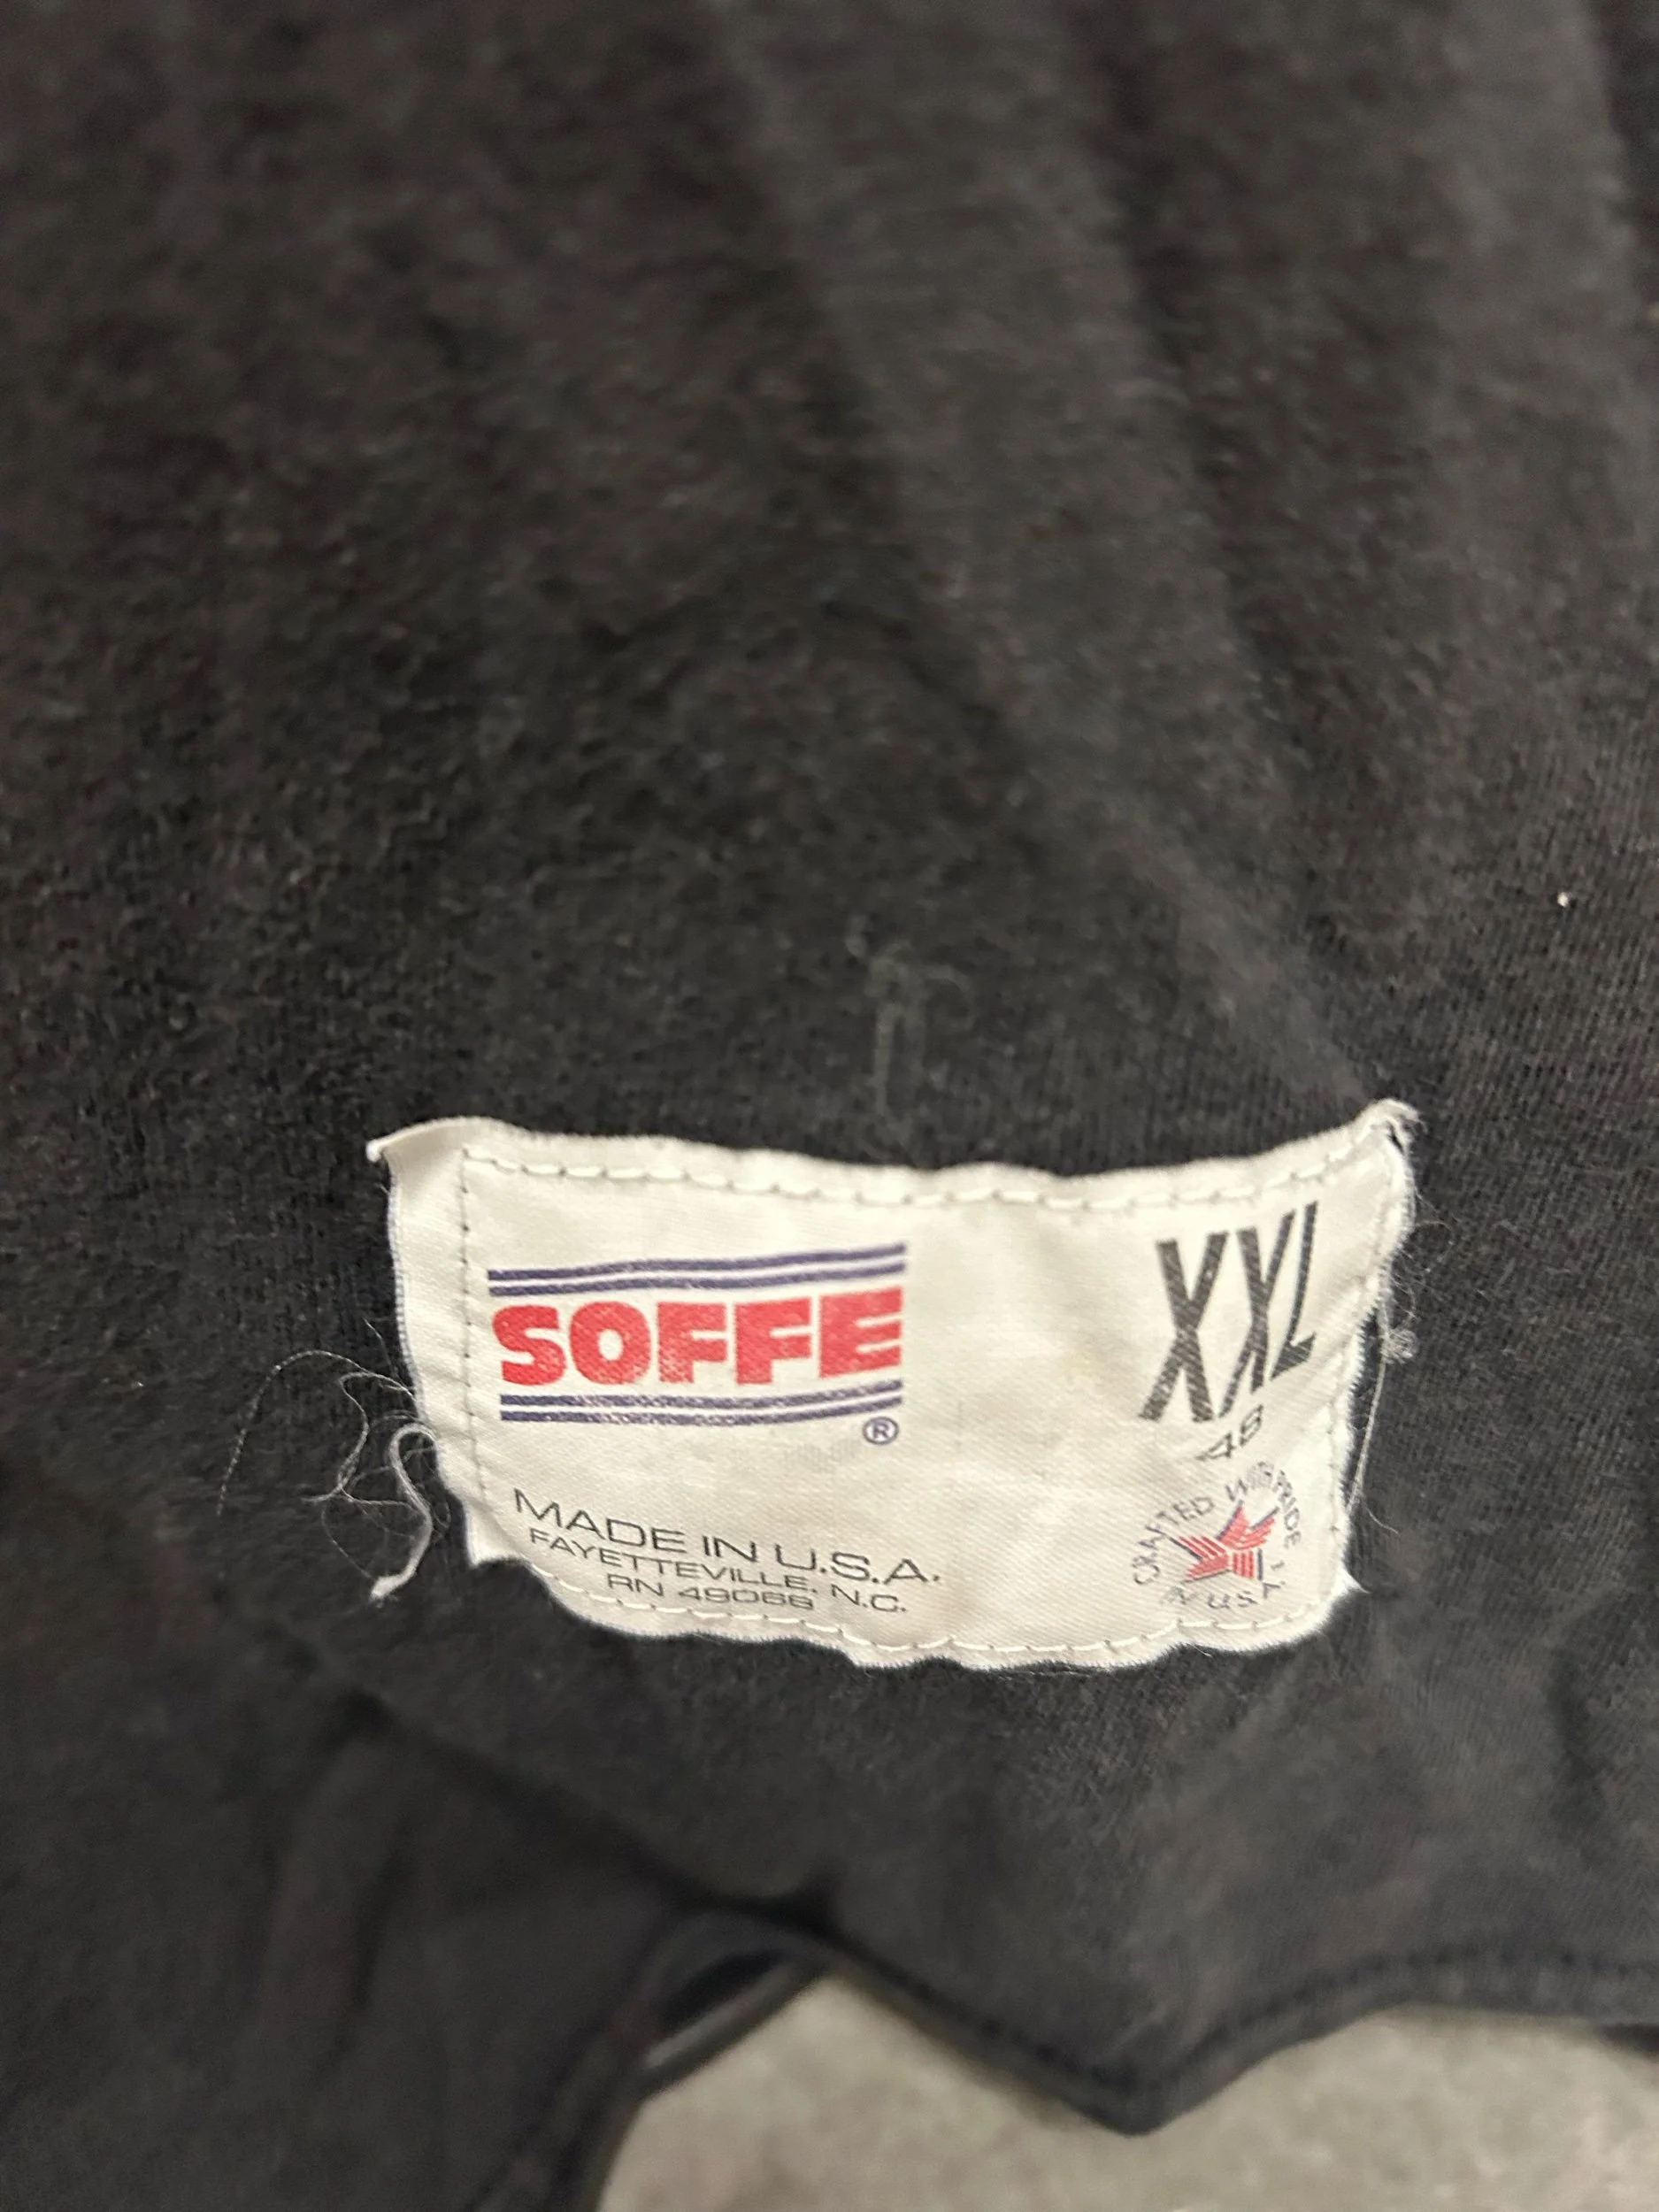 SOFFE
®
XXL
48
MADE IN U.S.A.
FAYETTEVILLE, N.C.
RN 49066
CRAFTED WITH PRIDE
IN U.S.A.